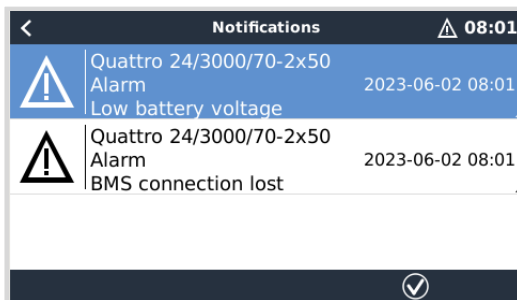 Notifications 08:01
Quattro 24/3000/70-2x50
Alarm 2023-06-02 08:01
Low battery voltage
Quattro 24/3000/70-2x50
Alarm 2023-06-02 08:01
BMS connection lost